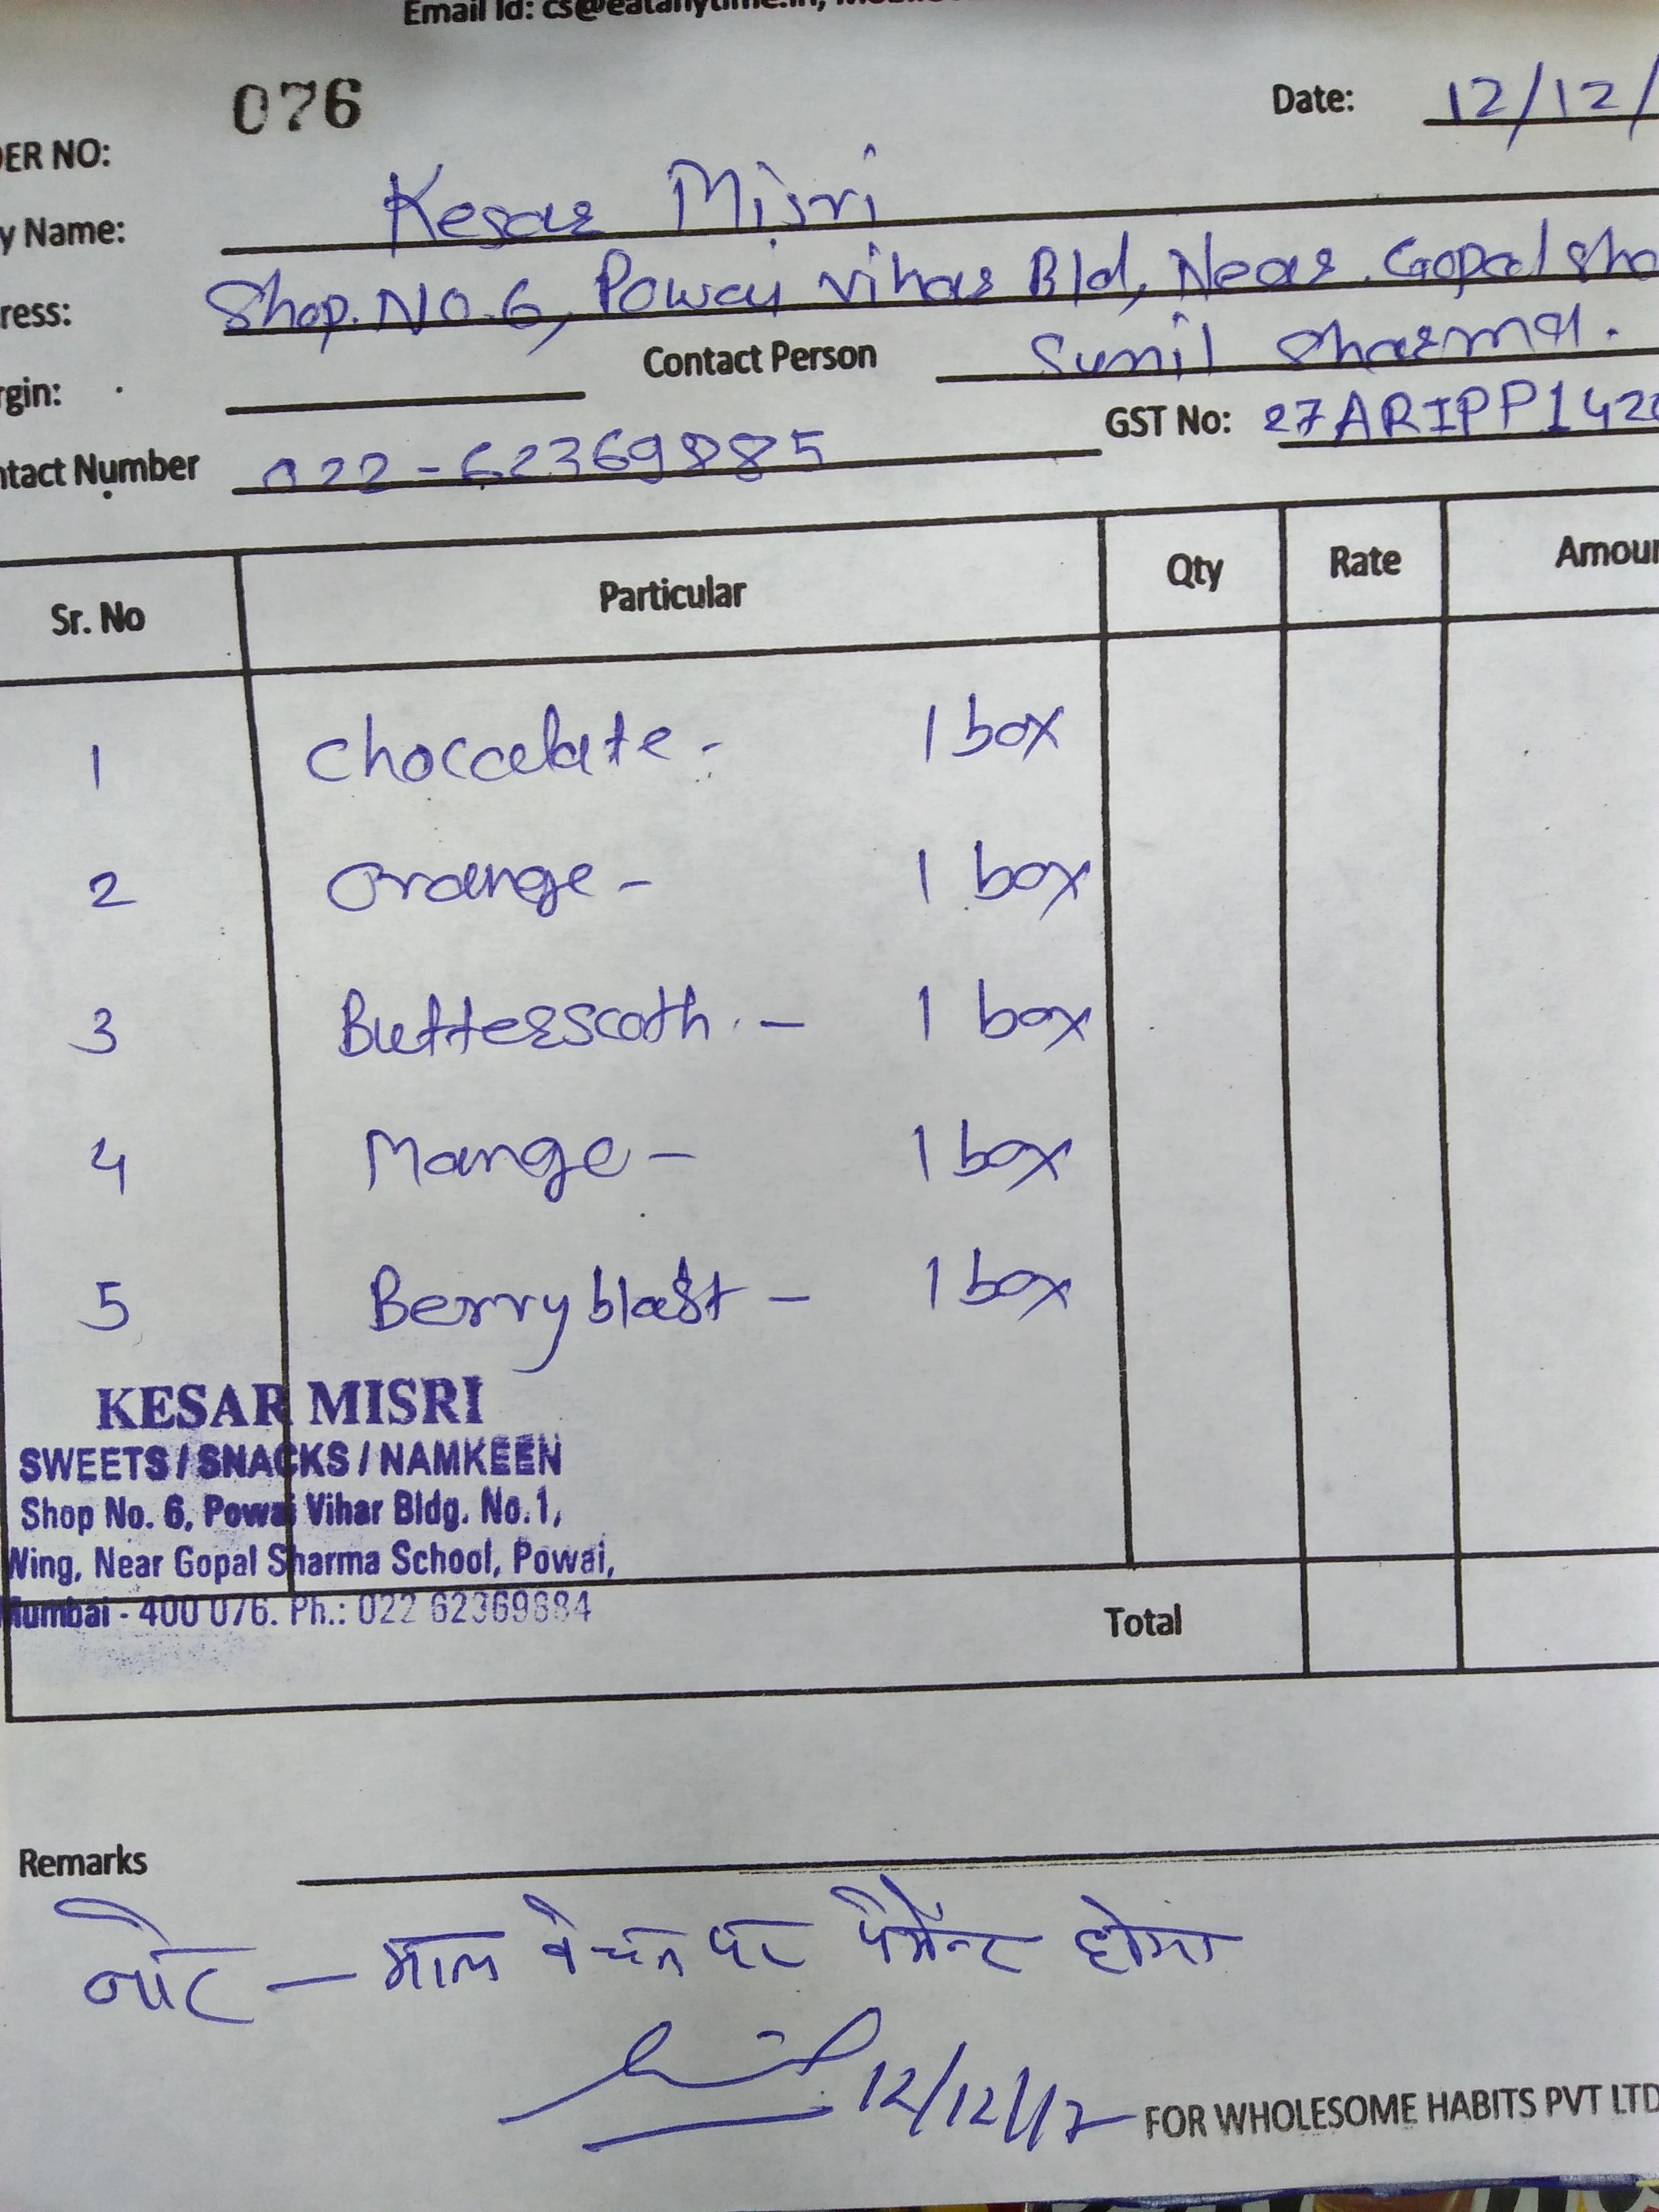 Email Id: cs@eatanytime.in,
076
Date: 12/12/
ER NO:
y Name: Kesar Misri
ress: Shop. NO.6, Powai vihar Bld, Near. Gopal sha
Contact Person Sunil Sharma.
rgin:
GST No: 27ARIPP142
ntact Number 022-62369885
Sr. No Particular Qty Rate Amoun
1 Choccolate - 1 box
2 Orange - 1 box
3 Butterscoth. - 1 box
4 Mango - 1 box
5 Berry blast - 1 box
KESAR MISRI
SWEETS / SNACKS / NAMKEEN
Shop No. 6, Powai Vihar Bldg. No.1,
Wing, Near Gopal Sharma School, Powai,
Mumbai - 400 076. Ph.: 022 62369884
Total
Remarks
नोट - माल बेचन पर पेमेन्ट होगा
12/12/17 FOR WHOLESOME HABITS PVT LTD